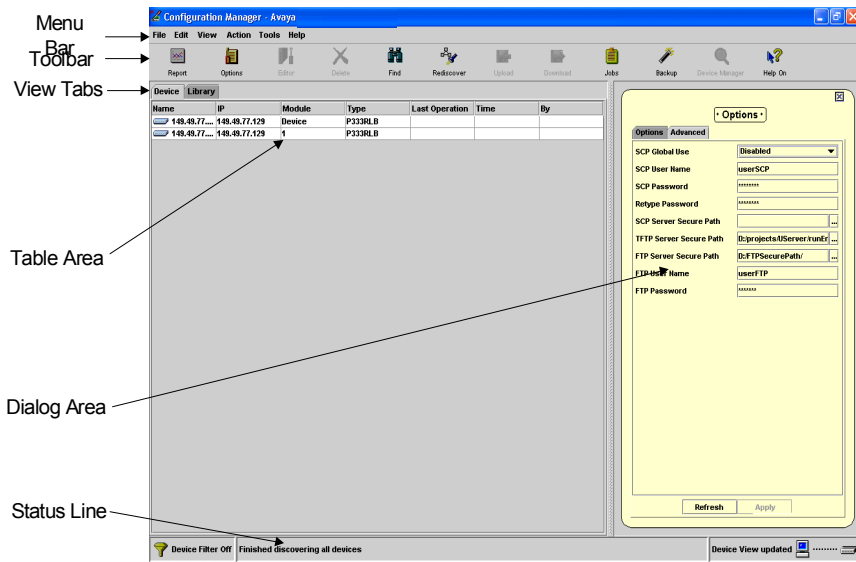 Configuration Manager - Avaya
File Edit View Action Tools Help
Menu
Bar
Toolbar
Report Options Editor Delete Find Rediscover Upload Download Jobs Backup Device Manager Help On
View Tabs
Device Library
Name IP Module Type Last Operation Time By
149.49.77.... 149.49.77.129 Device P333RLB
149.49.77.... 149.49.77.129 1 P333RLB
Table Area
Dialog Area
Options
Options Advanced
SCP Global Use Disabled
SCP User Name userSCP
SCP Password ********
Retype Password ********
SCP Server Secure Path ...
TFTP Server Secure Path D:/projects/UServer/runEr ...
FTP Server Secure Path D:/FTPSecurePath/ ...
FTP User Name userFTP
FTP Password *******
Refresh Apply
Status Line
Device Filter Off Finished discovering all devices Device View updated